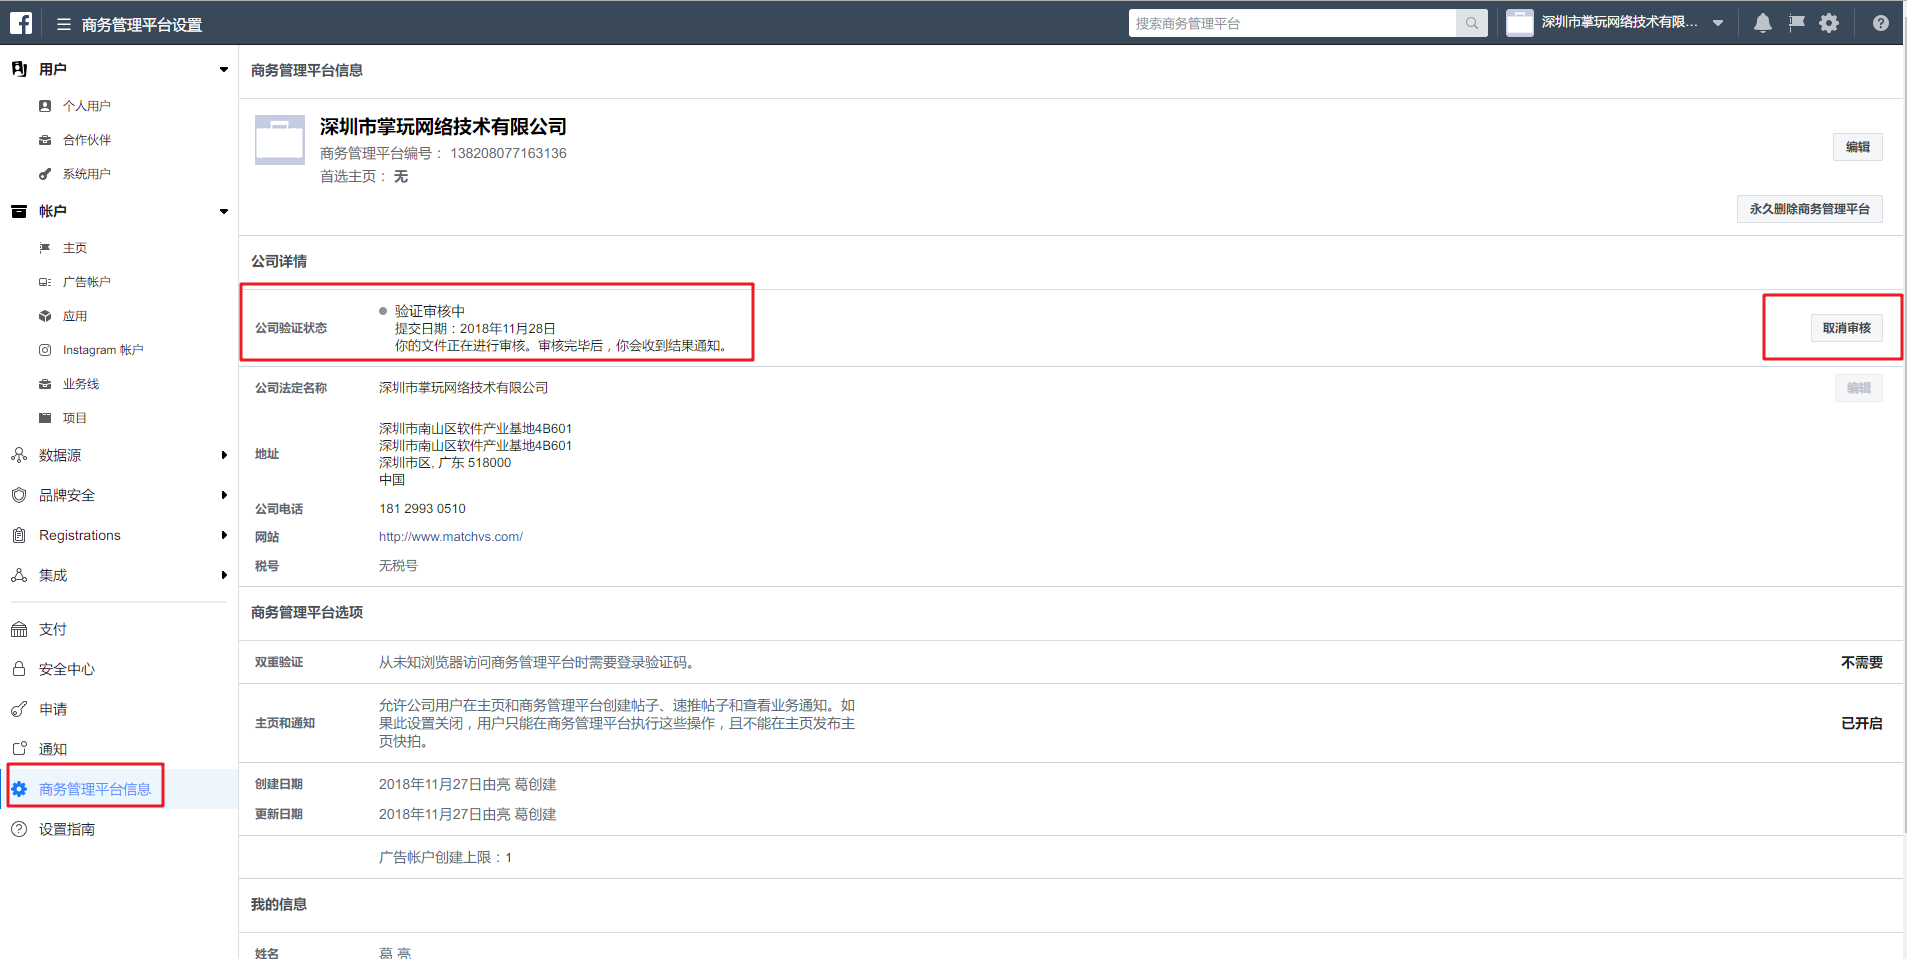 商务管理平台设置
搜索商务管理平台
深圳市掌玩网络技术有限...
用户
个人用户
合作伙伴
系统用户
帐户
主页
广告帐户
应用
Instagram 帐户
业务线
项目
数据源
品牌安全
Registrations
集成
支付
安全中心
申请
通知
商务管理平台信息
设置指南
商务管理平台信息
深圳市掌玩网络技术有限公司
商务管理平台编号： 138208077163136
首选主页： 无
编辑
永久删除商务管理平台
公司详情
公司验证状态
验证审核中
提交日期：2018年11月28日
你的文件正在进行审核。审核完毕后，你会收到结果通知。
取消审核
公司法定名称
深圳市掌玩网络技术有限公司
编辑
地址
深圳市南山区软件产业基地4B601
深圳市南山区软件产业基地4B601
深圳市区, 广东 518000
中国
公司电话
181 2993 0510
网站
http://www.matchvs.com/
税号
无税号
商务管理平台选项
双重验证
从未知浏览器访问商务管理平台时需要登录验证码。
不需要
主页和通知
允许公司用户在主页和商务管理平台创建帖子、速推帖子和查看业务通知。如
果此设置关闭，用户只能在商务管理平台执行这些操作，且不能在主页发布主
页快拍。
已开启
创建日期
2018年11月27日由亮 葛创建
更新日期
2018年11月27日由亮 葛创建
广告帐户创建上限：1
我的信息
姓名
葛 亮